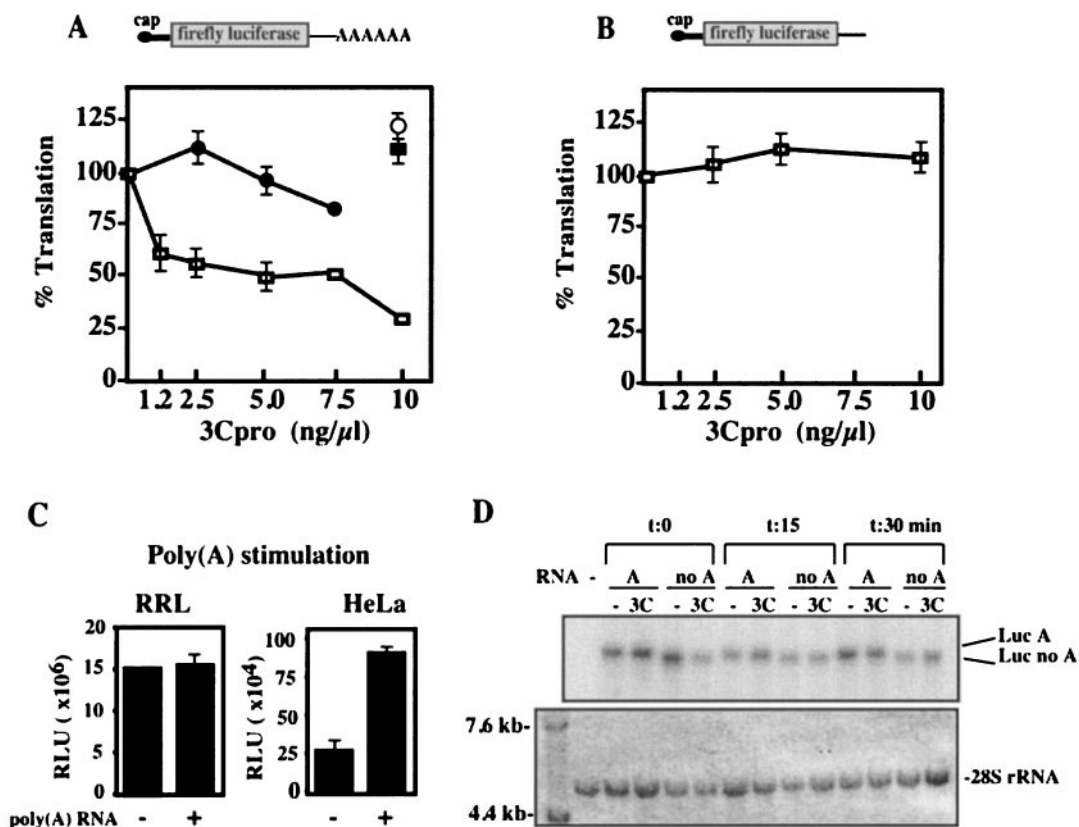 A
cap
firefly luciferase
AAAAAA
% Translation
125
100
75
50
25
0
1.2 2.5 5.0 7.5 10
3Cpro (ng/µl)
B
cap
firefly luciferase
% Translation
125
100
75
50
25
0
1.2 2.5 5.0 7.5 10
3Cpro (ng/µl)
C
Poly(A) stimulation
RRL
RLU ( x10⁶)
20
15
10
5
0
HeLa
RLU ( x10⁴)
100
75
50
25
0
poly(A) RNA - + - +
D
t:0 t:15 t:30 min
RNA - A no A A no A A no A
- 3C - 3C - 3C - 3C - 3C - 3C
Luc A
Luc no A
7.6 kb-
-28S rRNA
4.4 kb-